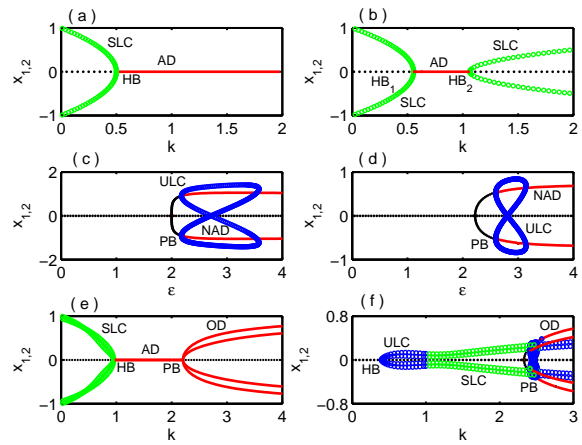 ( a )
1
SLC
AD
0
HB
−1
0
0.5
1
1.5
2
k
x1,2
( b )
1
SLC
AD
0
HB1
HB2
SLC
−1
0
0.5
1
1.5
2
k
x1,2
( c )
2
ULC
0
NAD
PB
−2
0
1
2
3
4
ε
x1,2
( d )
1
NAD
0
PB
ULC
−1
0
1
2
3
4
ε
x1,2
( e )
1
SLC
OD
AD
0
HB
PB
−1
0
1
2
3
4
k
x1,2
( f )
0.8
OD
ULC
0
HB
SLC
PB
−0.8
0
1
2
3
k
x1,2